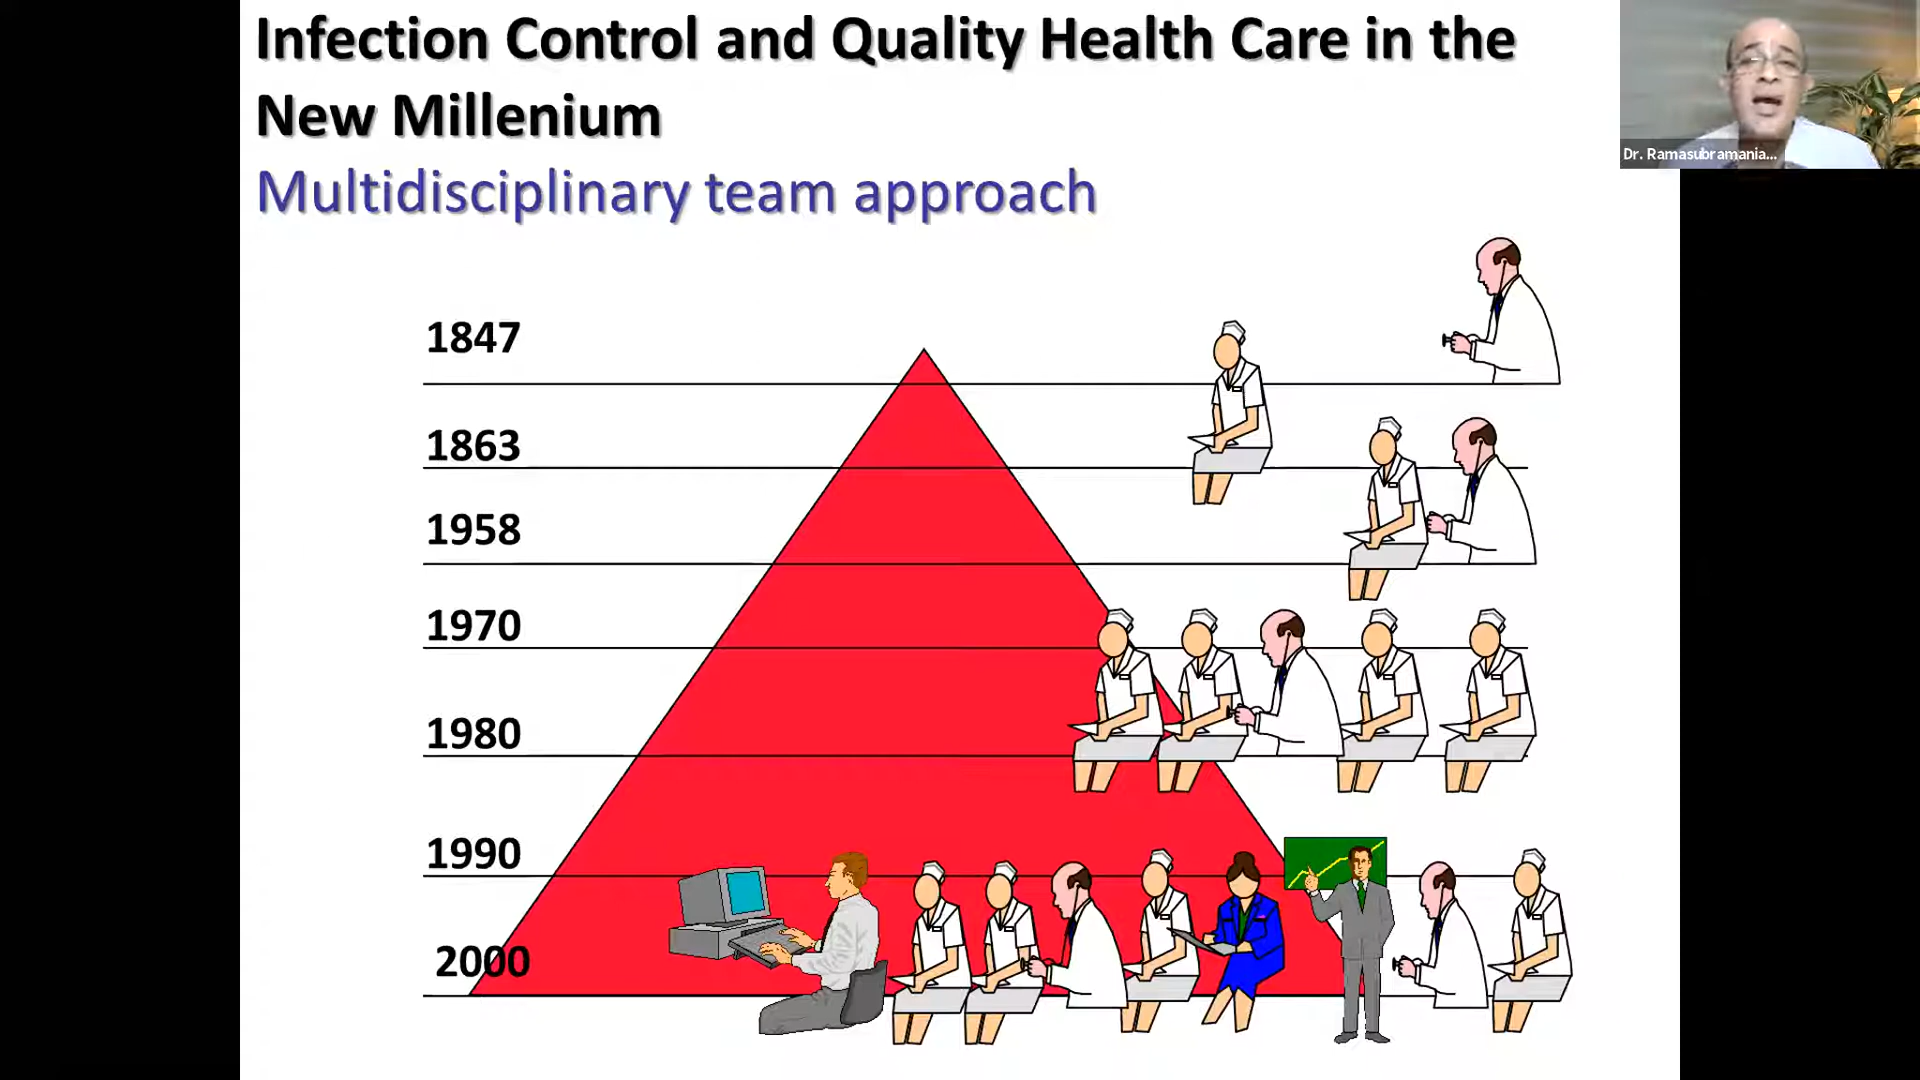 Infection Control and Quality Health Care in the
New Millenium
Multidisciplinary team approach
Dr. Ramasubramania...
1847
1863
1958
1970
1980
1990
2000